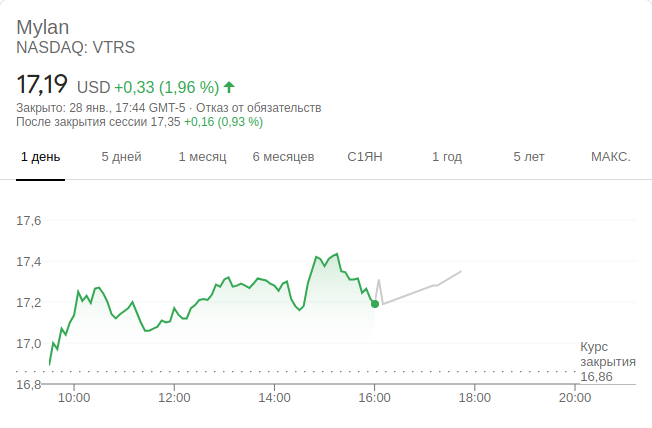 Mylan
NASDAQ: VTRS
17,19 USD +0,33 (1,96 %)
Закрыто: 28 янв., 17:44 GMT-5 · Отказ от обязательств
После закрытия сессии 17,35 +0,16 (0,93 %)
1 день 5 дней 1 месяц 6 месяцев С1ЯН 1 год 5 лет МАКС.
17,6
17,4
17,2
17,0
16,8
Курс
закрытия
16,86
10:00 12:00 14:00 16:00 18:00 20:00